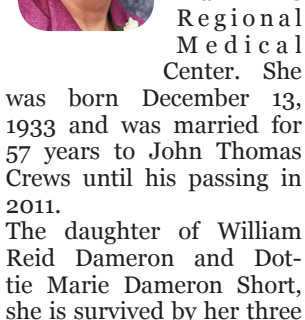 Regional
Medical
Center. She
was born December 13,
1933 and was married for
57 years to John Thomas
Crews until his passing in
2011.
The daughter of William
Reid Dameron and Dot-
tie Marie Dameron Short,
she is survived by her three